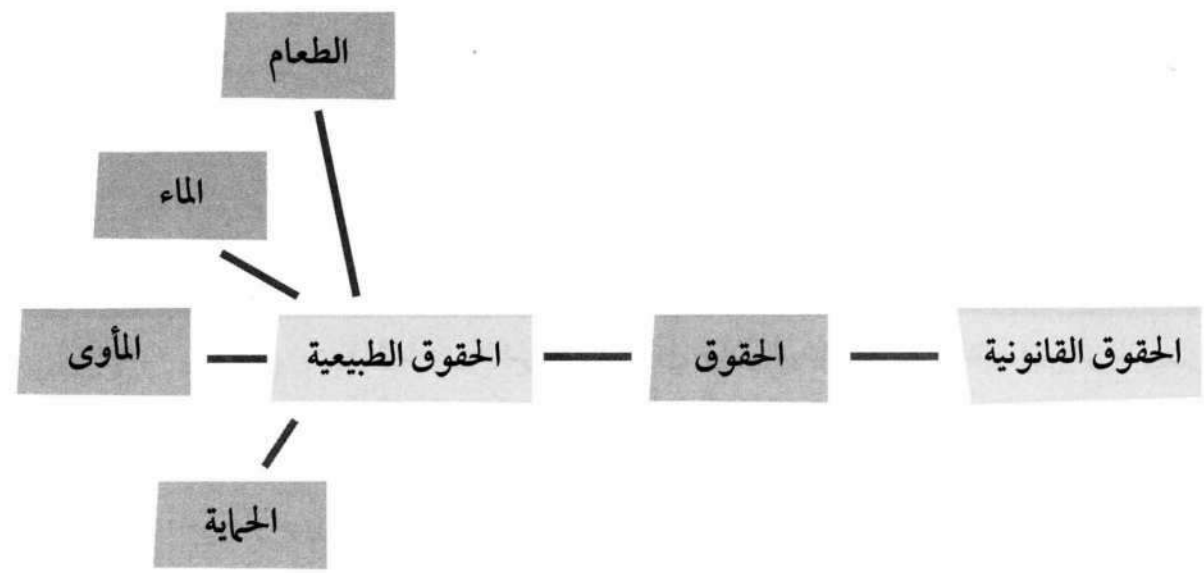 الطعام
الماء
الحقوق القانونية
الحقوق
الحقوق الطبيعية
المأوى
الحماية